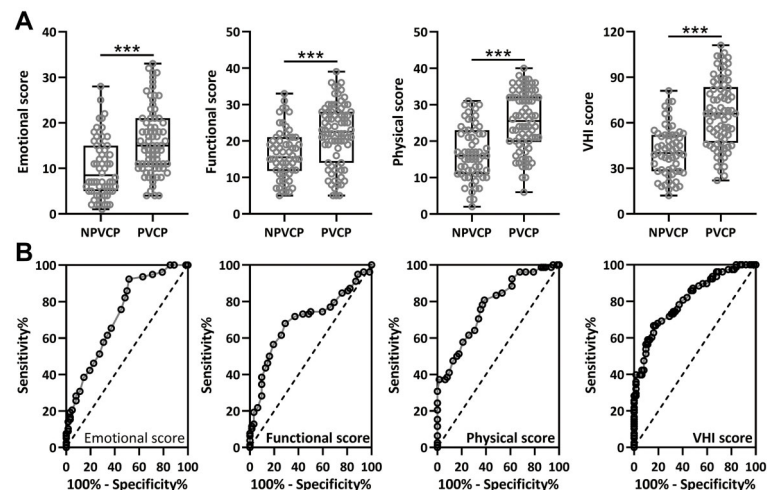 A
Emotional score
40
30
20
10
0
***
NPVCP PVCP
Functional score
50
40
30
20
10
0
***
NPVCP PVCP
Physical score
50
40
30
20
10
0
***
NPVCP PVCP
VHI score
120
90
60
30
0
***
NPVCP PVCP
B
Sensitivity%
100
80
60
40
20
0
Emotional score
0 20 40 60 80 100
100% - Specificity%
Sensitivity%
100
80
60
40
20
0
Functional score
0 20 40 60 80 100
100% - Specificity%
Sensitivity%
100
80
60
40
20
0
Physical score
0 20 40 60 80 100
100% - Specificity%
Sensitivity%
100
80
60
40
20
0
VHI score
0 20 40 60 80 100
100% - Specificity%